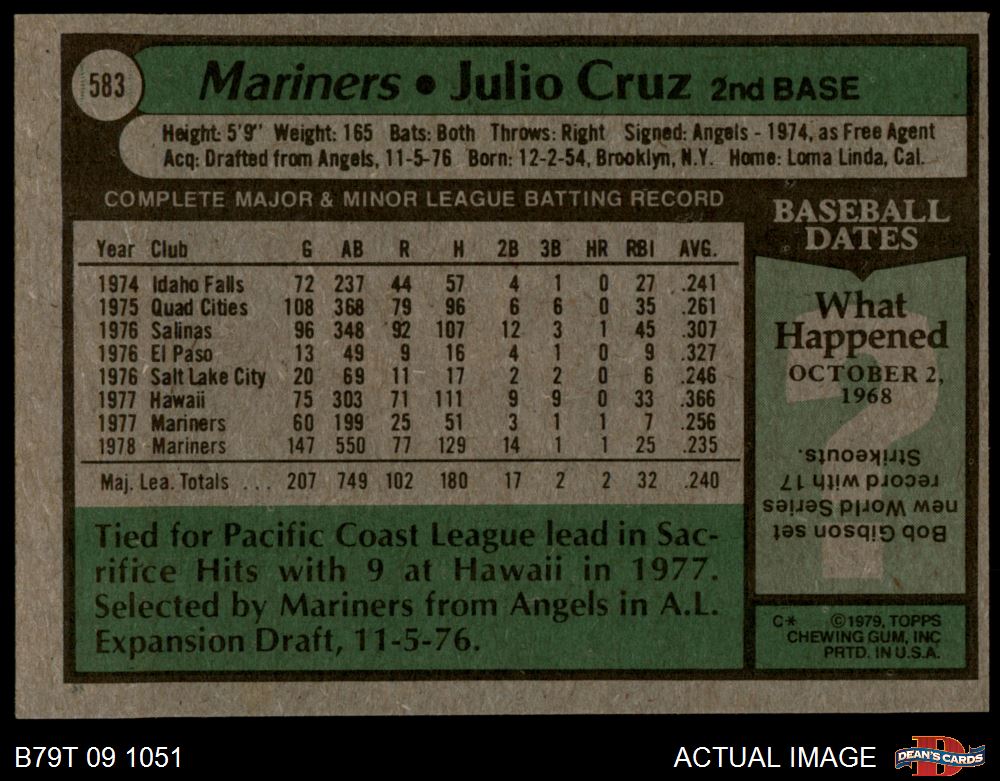 583
Mariners • Julio Cruz 2nd BASE
Height: 5'9" Weight: 165 Bats: Both Throws: Right Signed: Angels - 1974, as Free Agent
Acq: Drafted from Angels, 11-5-76 Born: 12-2-54, Brooklyn, N.Y. Home: Loma Linda, Cal.
COMPLETE MAJOR & MINOR LEAGUE BATTING RECORD
Year Club G AB R H 2B 3B HR RBI AVG.
1974 Idaho Falls 72 237 44 57 4 1 0 27 .241
1975 Quad Cities 108 368 79 96 6 6 0 35 .261
1976 Salinas 96 348 92 107 12 3 1 45 .307
1976 El Paso 13 49 9 16 4 1 0 9 .327
1976 Salt Lake City 20 69 11 17 2 2 0 6 .246
1977 Hawaii 75 303 71 111 9 9 0 33 .366
1977 Mariners 60 199 25 51 3 1 1 7 .256
1978 Mariners 147 550 77 129 14 1 1 25 .235
Maj. Lea. Totals ... 207 749 102 180 17 2 2 32 .240
Tied for Pacific Coast League lead in Sac-
rifice Hits with 9 at Hawaii in 1977.
Selected by Mariners from Angels in A.L.
Expansion Draft, 11-5-76.
BASEBALL
DATES
What
Happened
OCTOBER 2,
1968
Bob Gibson set
new World Series
record with 17
Strikeouts.
C* ©1979, TOPPS
CHEWING GUM, INC
PRTD. IN U.S.A.
B79T 09 1051
ACTUAL IMAGE
D
DEAN'S CARDS